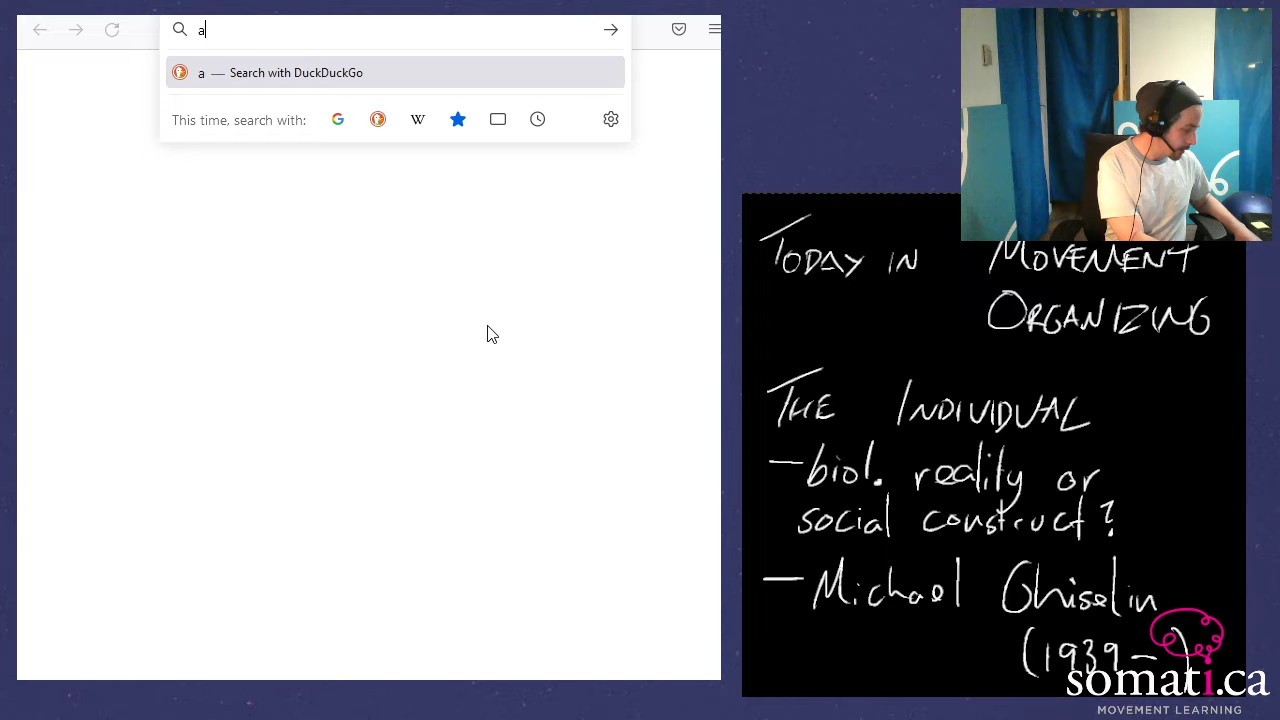 a
a — Search with DuckDuckGo
This time, search with:
TODAY IN MOVEMENT
ORGANIZING
THE INDIVIDUAL
— biol. reality or
social construct?
— Michael Ghiselin
(1939 - )
somati.ca
MOVEMENT LEARNING